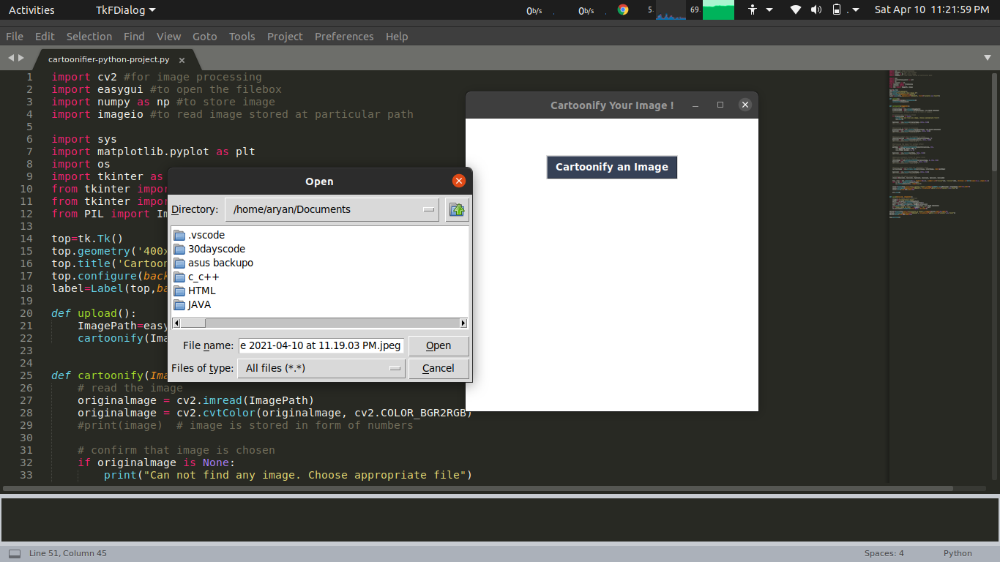 Activities TkFDialog 0b/s 0b/s 5 69 Sat Apr 10 11:21:59 PM
File Edit Selection Find View Goto Tools Project Preferences Help
cartoonifier-python-project.py ×
1 import cv2 #for image processing
2 import easygui #to open the filebox
3 import numpy as np #to store image
4 import imageio #to read image stored at particular path
5
6 import sys
7 import matplotlib.pyplot as plt
8 import os
9 import tkinter as
10 from tkinter impor
11 from tkinter impor
12 from PIL import Im
13
14 top=tk.Tk()
15 top.geometry('400x
16 top.title('Cartoon
17 top.configure(back
18 label=Label(top,ba
19
20 def upload():
21 ImagePath=easy
22 cartoonify(Ima
23
24
25 def cartoonify(Ima
26 # read the image
27 originalmage = cv2.imread(ImagePath)
28 originalmage = cv2.cvtColor(originalmage, cv2.COLOR_BGR2RGB)
29 #print(image)  # image is stored in form of numbers
30
31 # confirm that image is chosen
32 if originalmage is None:
33 print("Can not find any image. Choose appropriate file")
Cartoonify Your Image !
Cartoonify an Image
Open
Directory: /home/aryan/Documents
.vscode
30dayscode
asus backupo
c_c++
HTML
JAVA
File name: e 2021-04-10 at 11.19.03 PM.jpeg Open
Files of type: All files (*.*) Cancel
Line 51, Column 45 Spaces: 4 Python